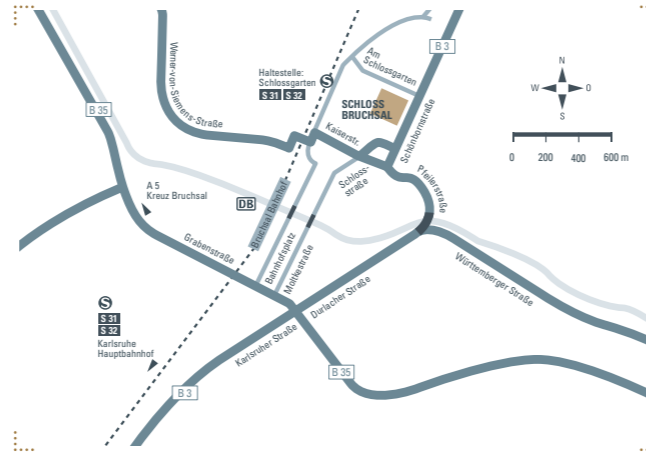 B 3
Am
Schlossgarten
Werner-von-Siemens-Straße
Haltestelle:
Schlossgarten
S
S 31 S 32
SCHLOSS
BRUCHSAL
Kaiserstr.
Schönbornstraße
N
W O
S
0 200 400 600 m
B 35
A 5
Kreuz Bruchsal
DB
Bruchsal Bahnhof
Schloss-
straße
Pfeilerstraße
Grabenstraße
Bahnhofsplatz
Moltkestraße
Durlacher Straße
Württemberger Straße
S
S 31
S 32
Karlsruhe
Hauptbahnhof
Karlsruher Straße
B 35
B 3